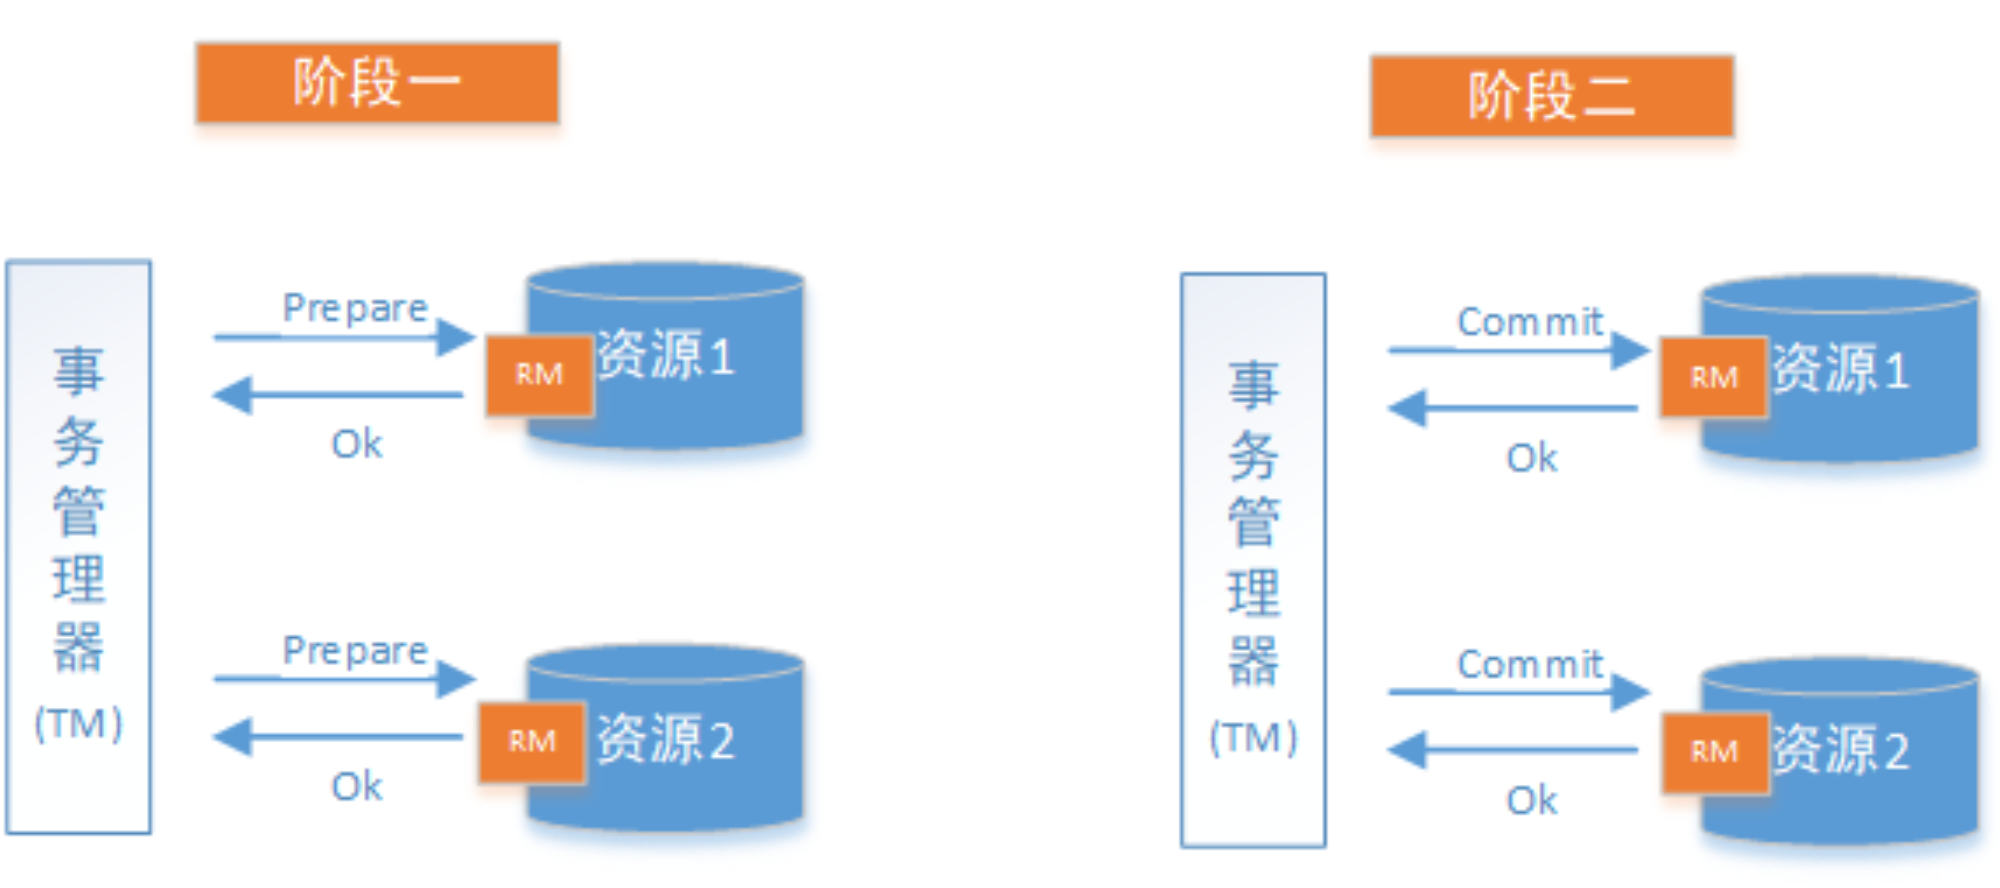 阶段一
事务管理器
(TM)
Prepare
Ok
RM
资源1
Prepare
Ok
RM
资源2
阶段二
事务管理器
(TM)
Commit
Ok
RM
资源1
Commit
Ok
RM
资源2